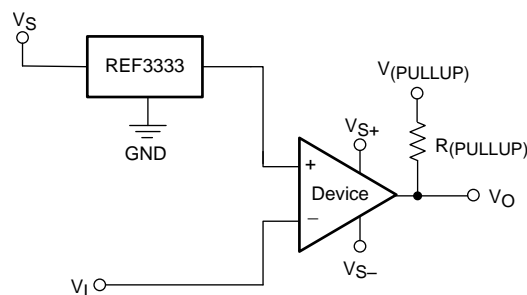 VS
REF3333
GND
V(PULLUP)
R(PULLUP)
VS+
+
Device
−
VO
VS−
VI